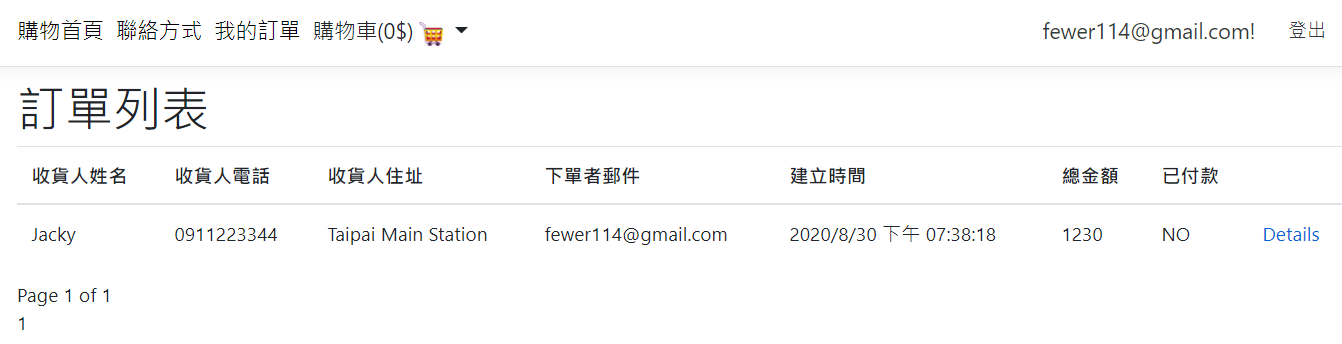 購物首頁 聯絡方式 我的訂單 購物車(0$) fewer114@gmail.com! 登出
訂單列表
收貨人姓名 收貨人電話 收貨人住址 下單者郵件 建立時間 總金額 已付款
Jacky 0911223344 Taipai Main Station fewer114@gmail.com 2020/8/30 下午 07:38:18 1230 NO Details
Page 1 of 1
1